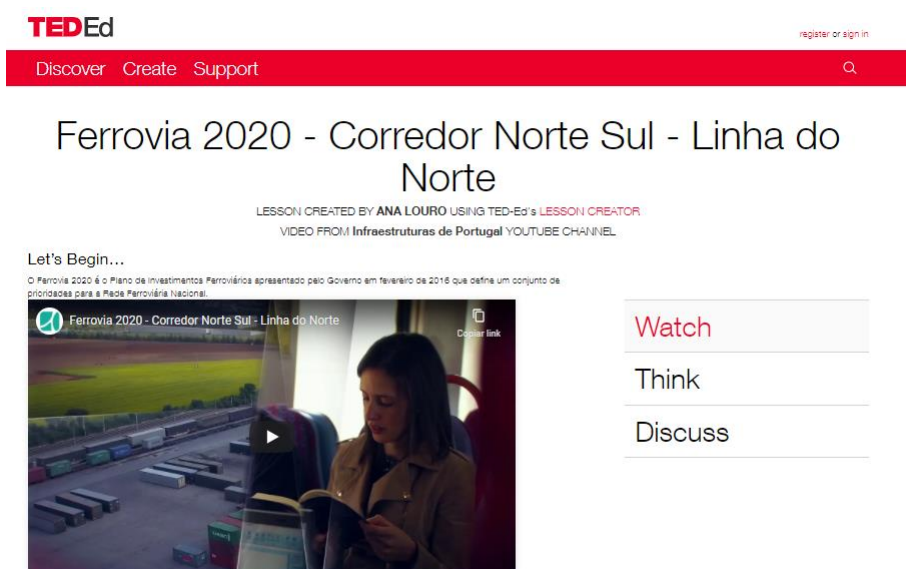 TEDEd
register or sign in
Discover Create Support
Ferrovia 2020 - Corredor Norte Sul - Linha do
Norte
LESSON CREATED BY ANA LOURO USING TED-Ed's LESSON CREATOR
VIDEO FROM Infraestruturas de Portugal YOUTUBE CHANNEL
Let's Begin...
O Ferrovia 2020 é o Plano de Investimentos Ferroviários apresentado pelo Governo em fevereiro de 2016 que define um conjunto de
prioridades para a Rede Ferroviária Nacional.
Ferrovia 2020 - Corredor Norte Sul - Linha do Norte
Copiar link
Watch
Think
Discuss